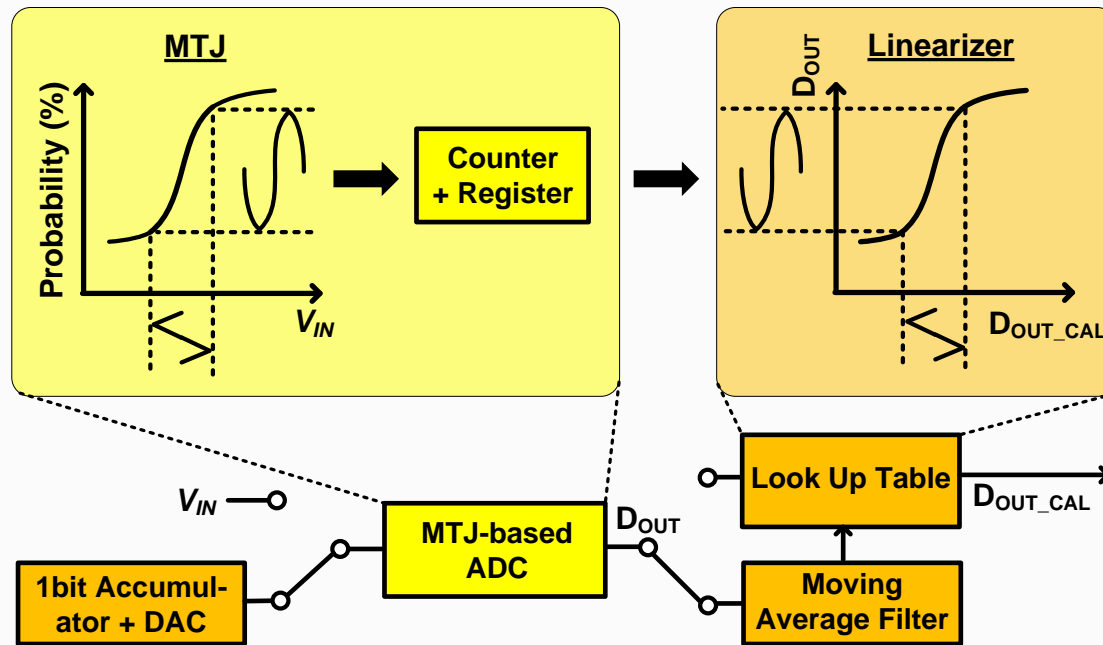 MTJ
Probability (%)
V_IN
Counter
+ Register
Linearizer
D_OUT
D_OUT_CAL
V_IN
1bit Accumul-
ator + DAC
MTJ-based
ADC
D_OUT
Look Up Table
D_OUT_CAL
Moving
Average Filter